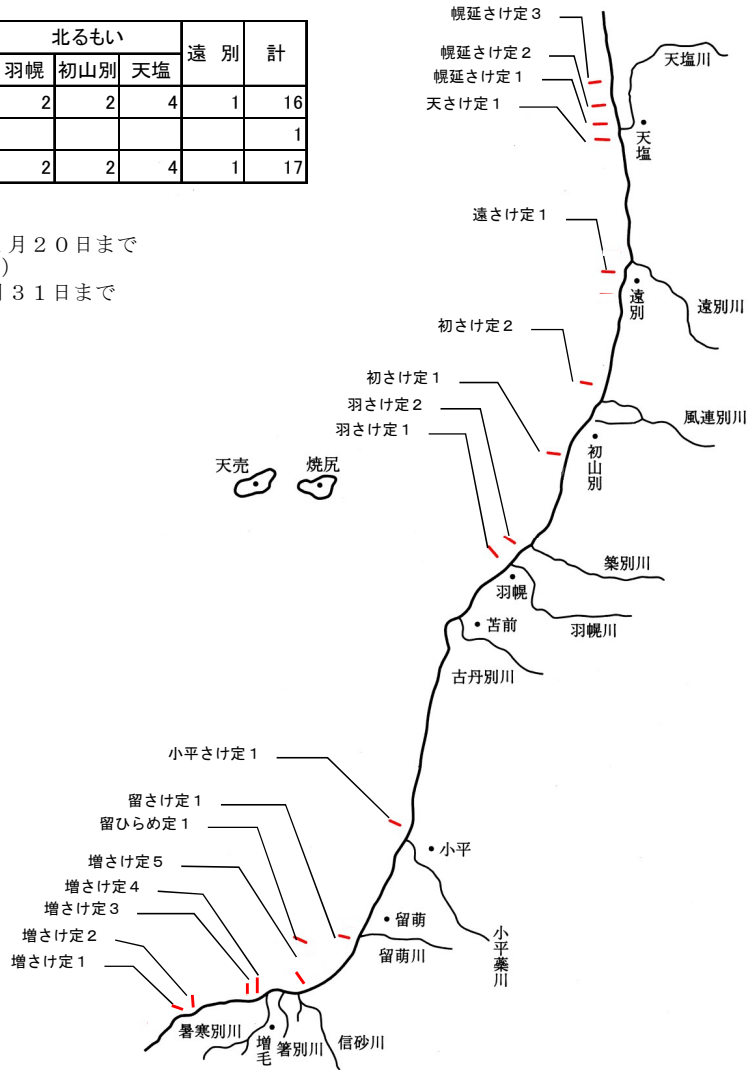 北るもい 遠別 計
羽幌 初山別 天塩
2 2 4 1 16
1
2 2 4 1 17
月２０日まで
）
月３１日まで
幌延さけ定３
幌延さけ定２
幌延さけ定１
天さけ定１
天塩川
天塩
遠さけ定１
遠別
遠別川
初さけ定２
初さけ定１
羽さけ定２
羽さけ定１
風連別川
初山別
天売
焼尻
築別川
羽幌
羽幌川
苫前
古丹別川
小平さけ定１
留さけ定１
留ひらめ定１
増さけ定５
増さけ定４
増さけ定３
増さけ定２
増さけ定１
小平
小平蘂川
留萌
留萌川
暑寒別川
増毛
箸別川
信砂川